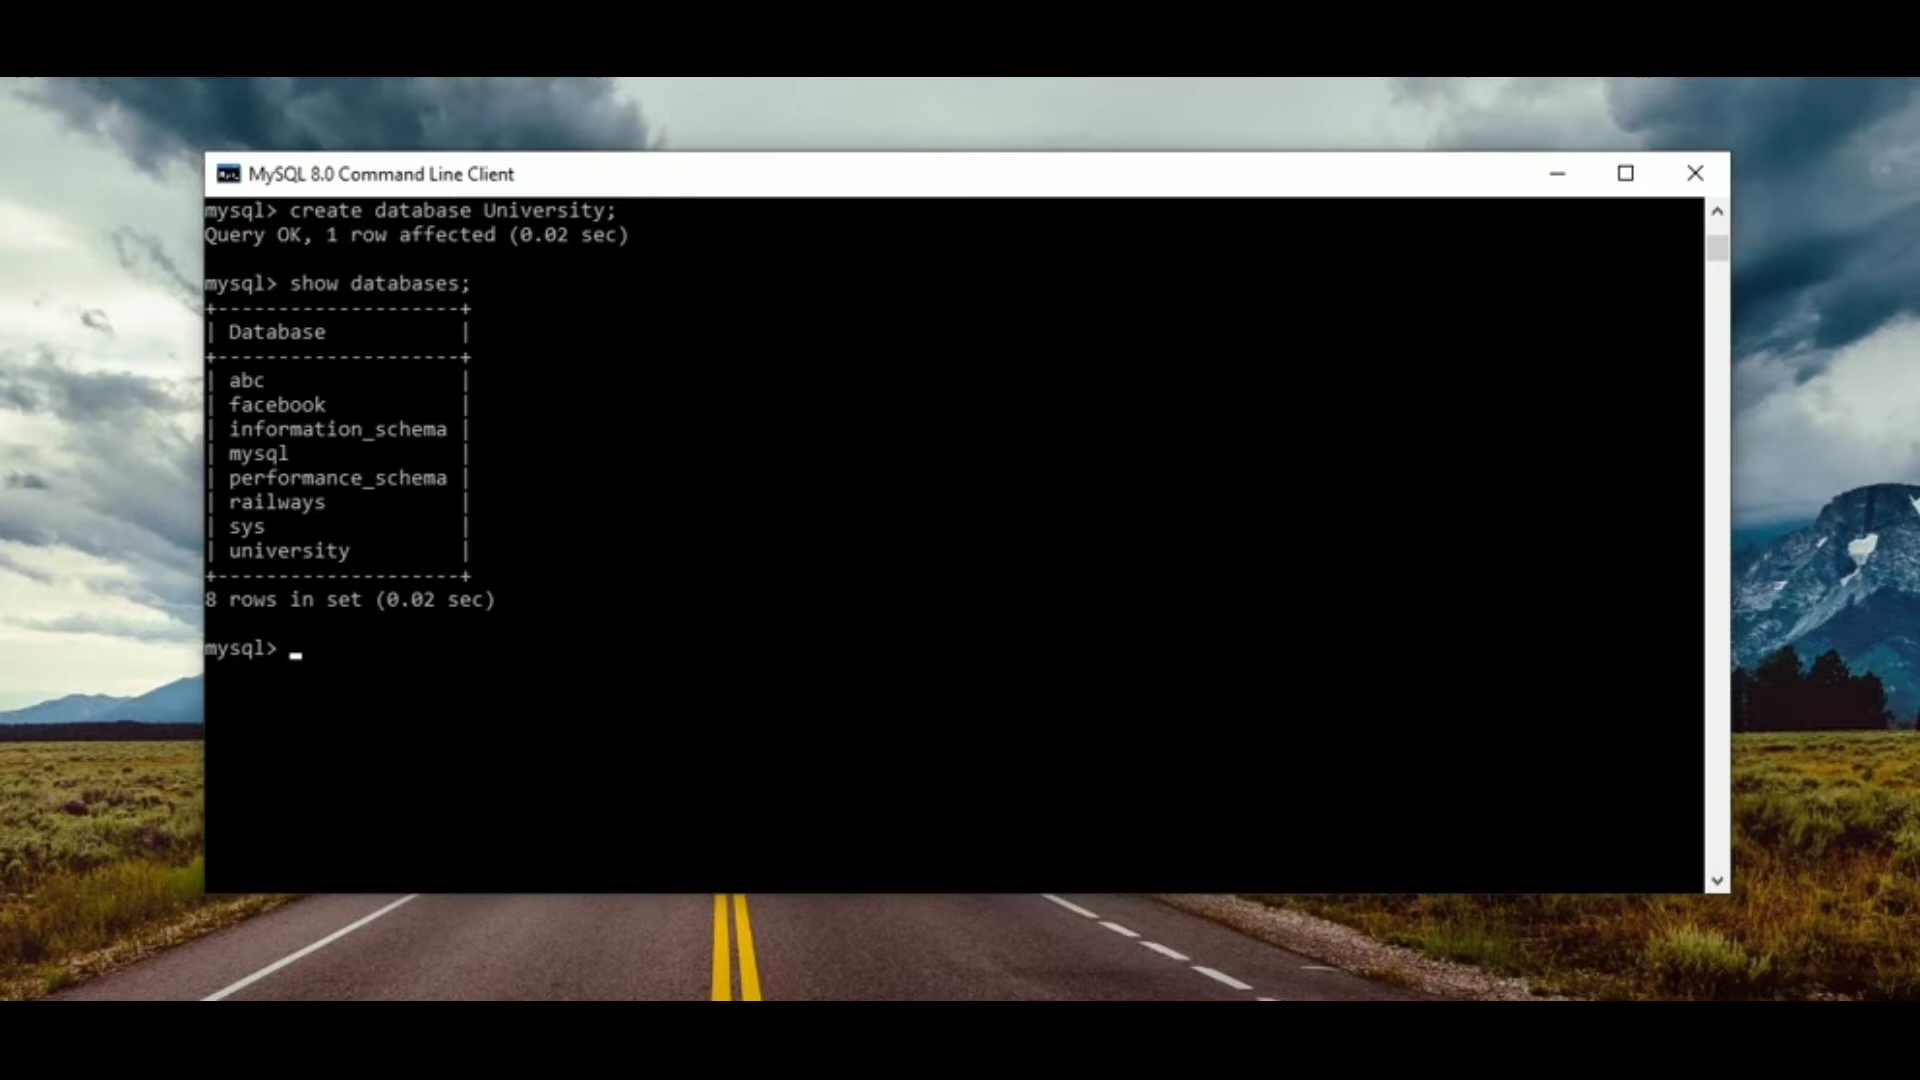 MySQL 8.0 Command Line Client
mysql> create database University;
Query OK, 1 row affected (0.02 sec)
mysql> show databases;
+--------------------+
| Database           |
+--------------------+
| abc                |
| facebook           |
| information_schema |
| mysql              |
| performance_schema |
| railways           |
| sys                |
| university         |
+--------------------+
8 rows in set (0.02 sec)
mysql>